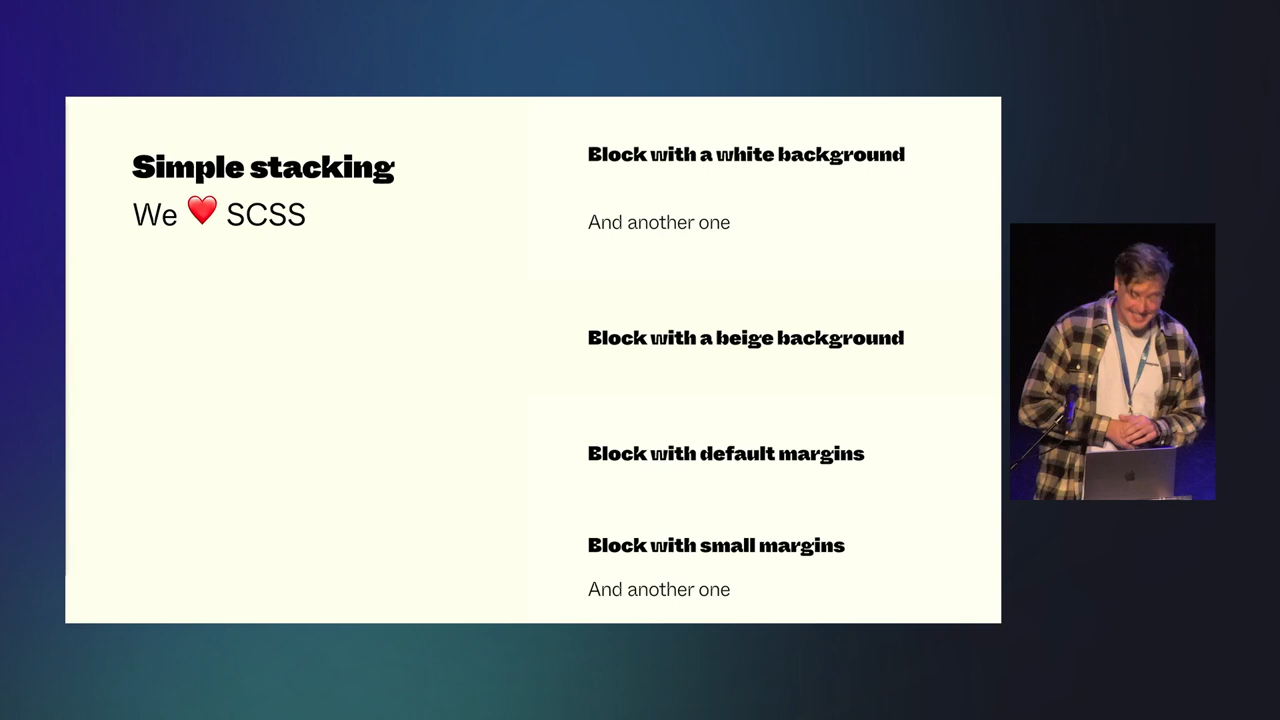 Simple stacking
We ❤️ SCSS
Block with a white background
And another one
Block with a beige background
Block with default margins
Block with small margins
And another one